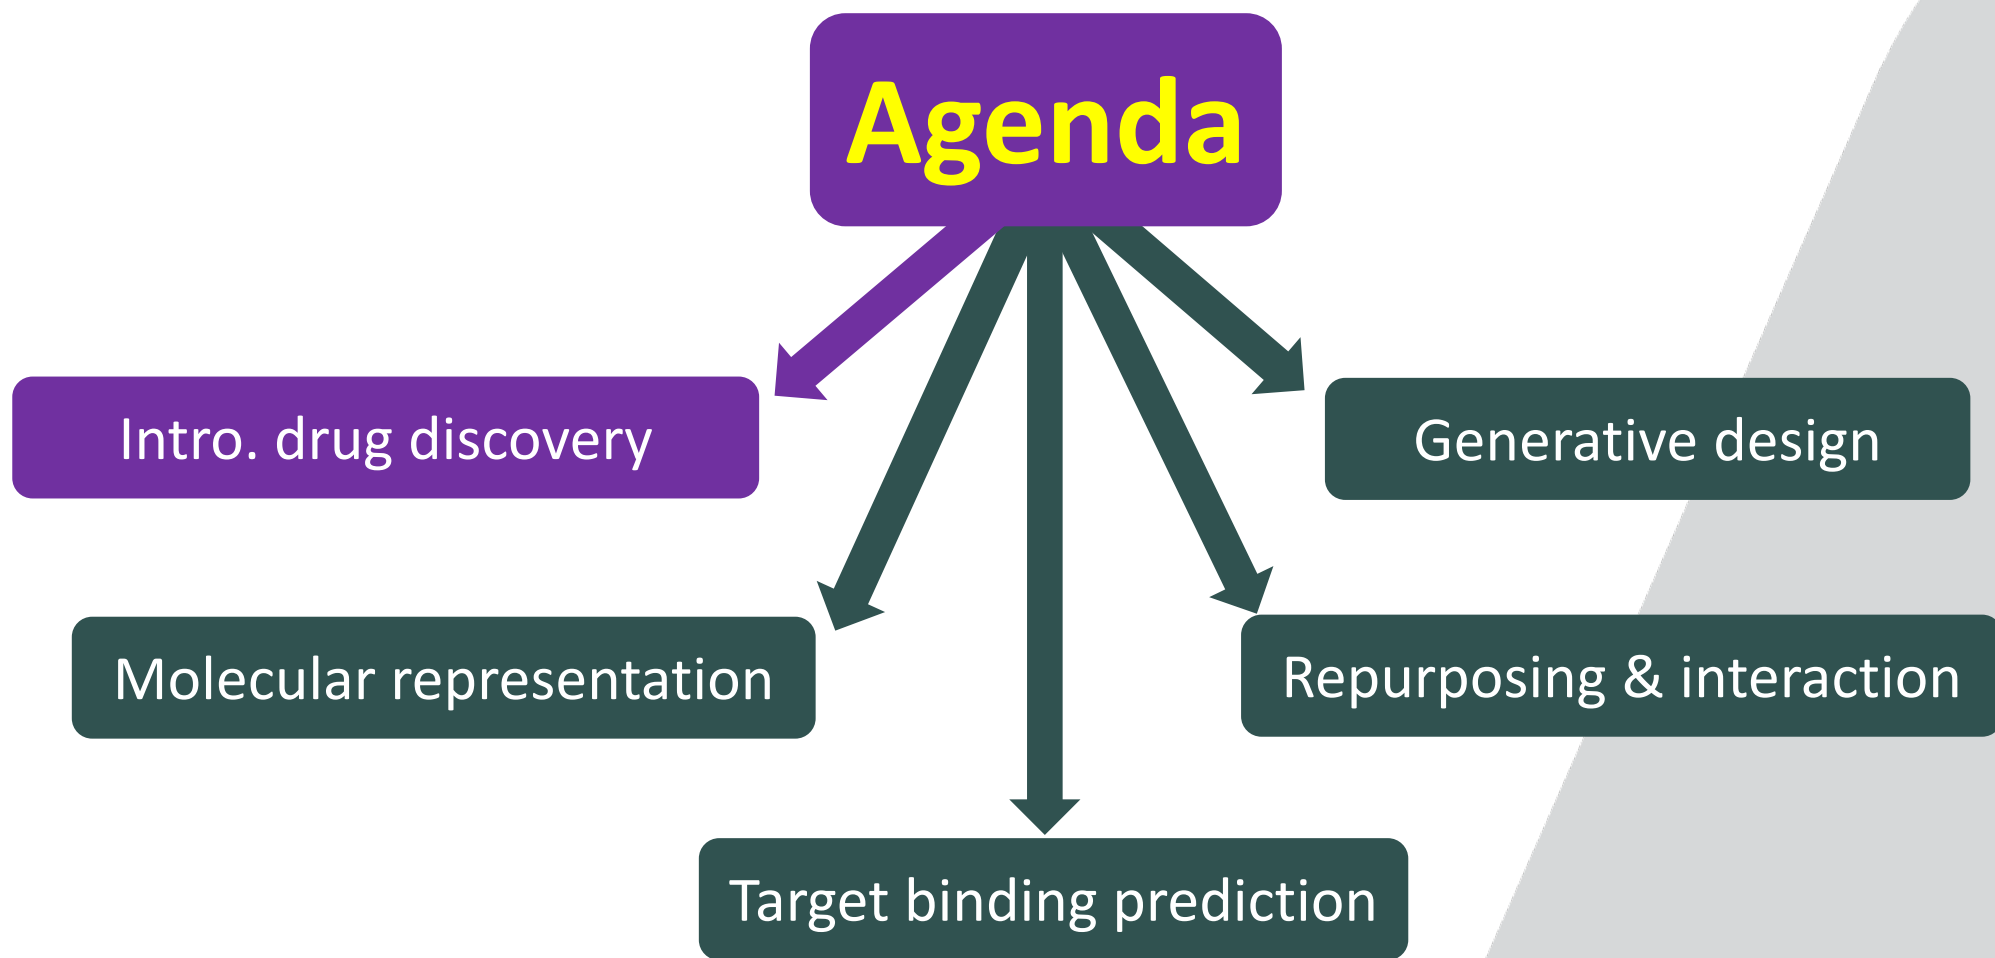 Agenda
Intro. drug discovery
Generative design
Molecular representation
Repurposing & interaction
Target binding prediction